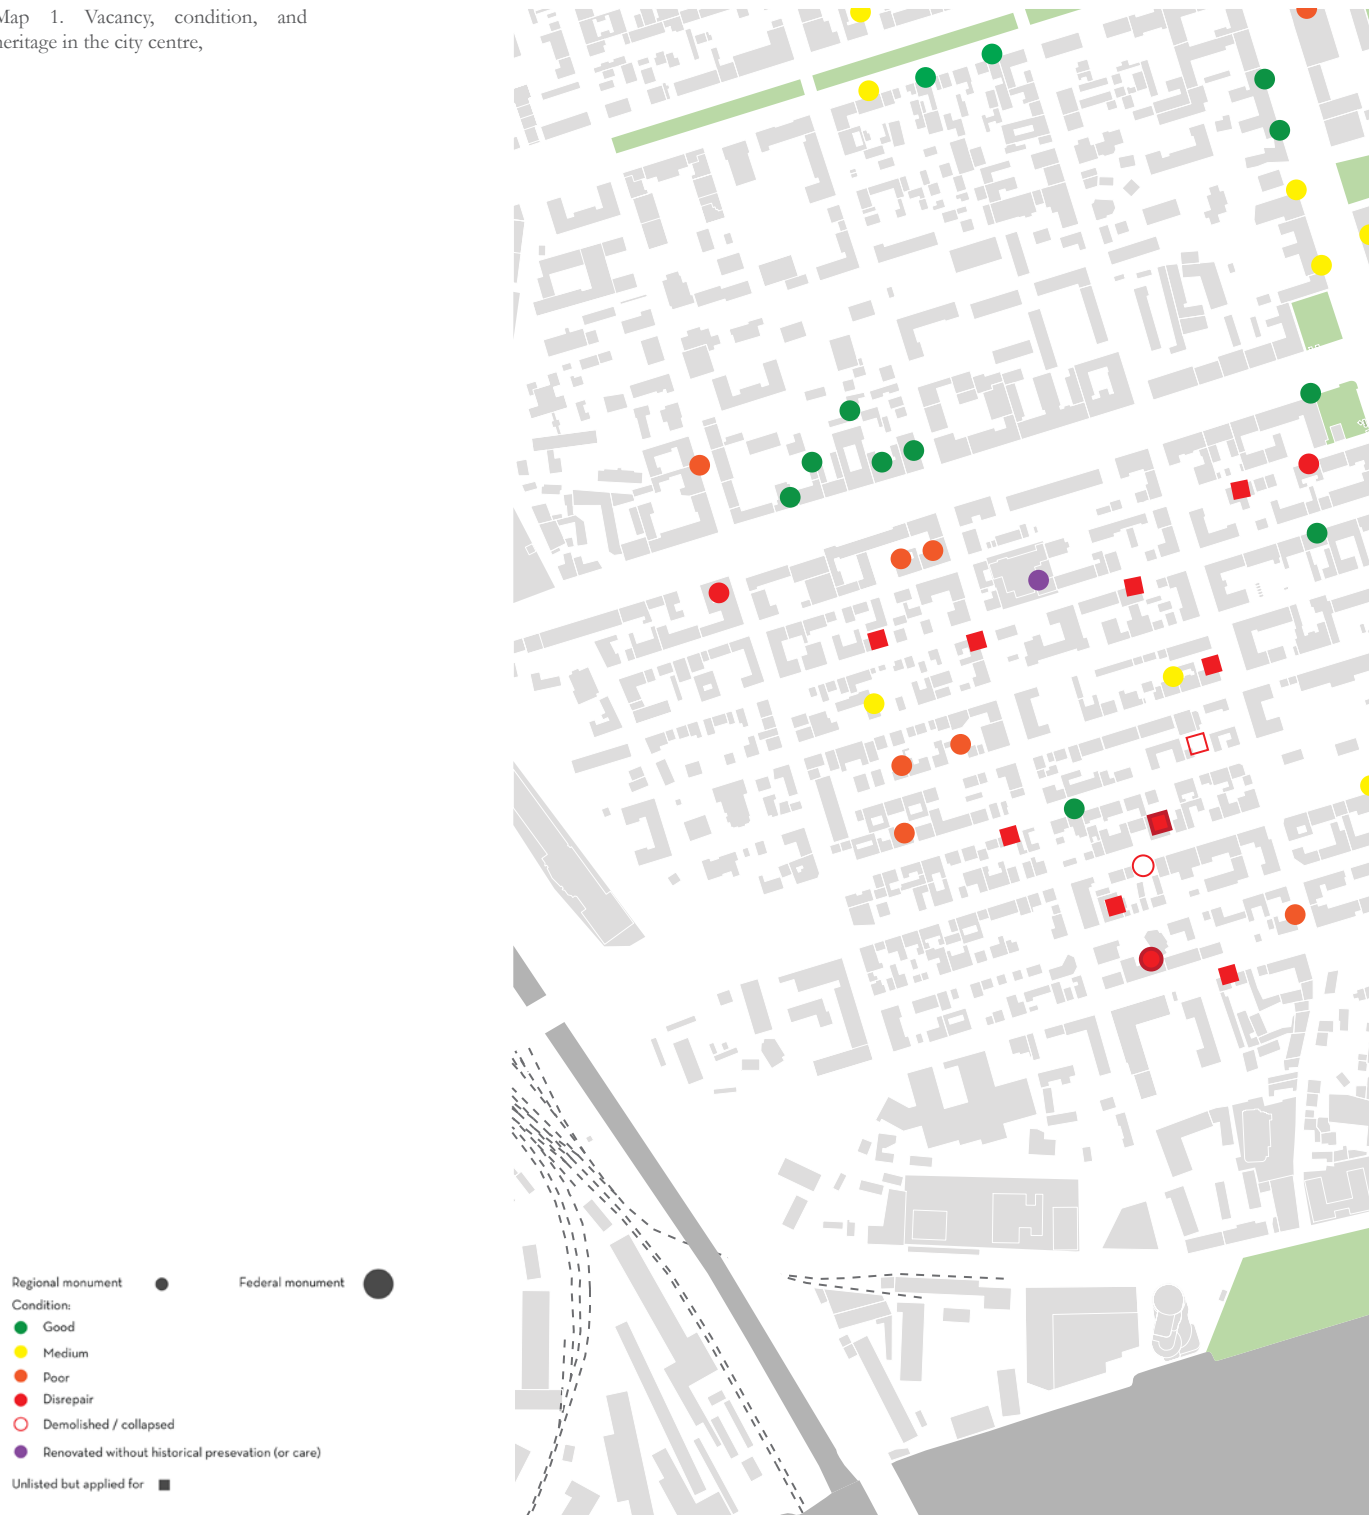 Map 1. Vacancy, condition, and
heritage in the city centre,
Regional monument
Federal monument
Condition:
Good
Medium
Poor
Disrepair
Demolished / collapsed
Renovated without historical presevation (or care)
Unlisted but applied for